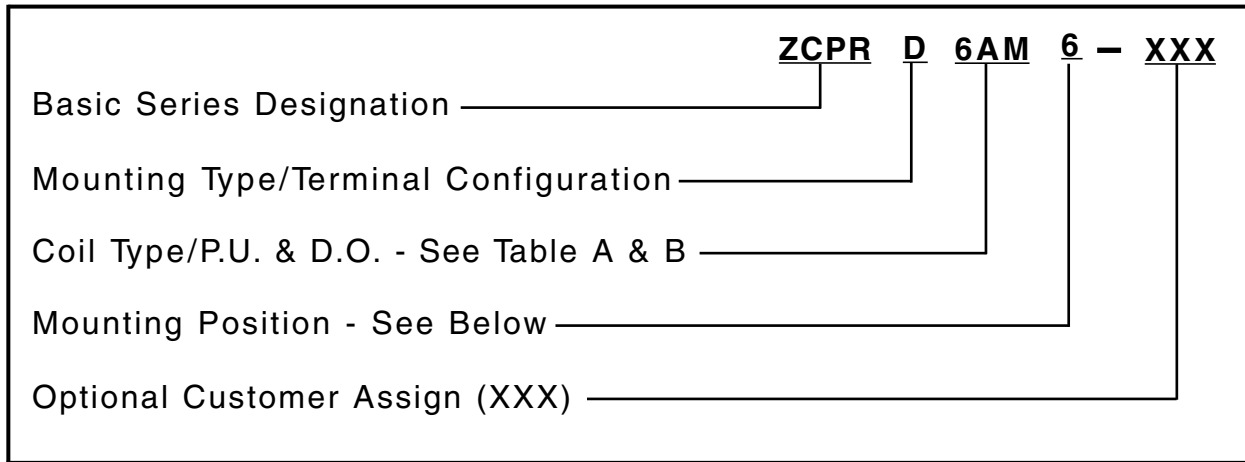 ZCPR D 6AM 6 – XXX
Basic Series Designation
Mounting Type/Terminal Configuration
Coil Type/P.U. & D.O. - See Table A & B
Mounting Position - See Below
Optional Customer Assign (XXX)